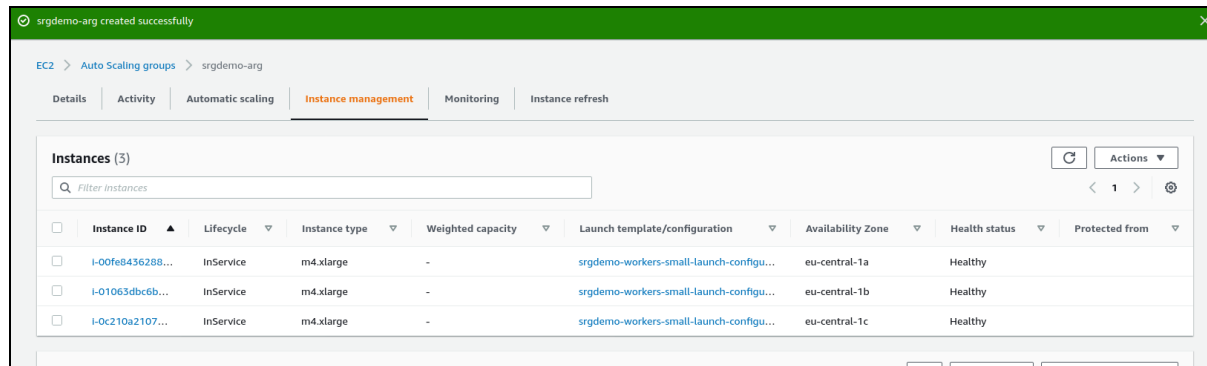 srgdemo-arg created successfully
EC2 > Auto Scaling groups > srgdemo-arg
Details Activity Automatic scaling Instance management Monitoring Instance refresh
Instances (3) Actions
Filter instances 1
Instance ID Lifecycle Instance type Weighted capacity Launch template/configuration Availability Zone Health status Protected from
i-00fe8436288... InService m4.xlarge - srgdemo-workers-small-launch-configu... eu-central-1a Healthy
i-01063dbc6b... InService m4.xlarge - srgdemo-workers-small-launch-configu... eu-central-1b Healthy
i-0c210a2107... InService m4.xlarge - srgdemo-workers-small-launch-configu... eu-central-1c Healthy